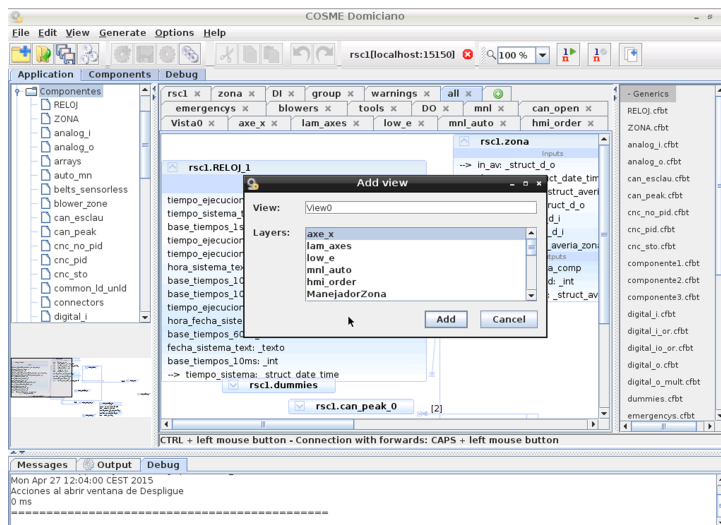 COSME Domiciano
File Edit View Generate Options Help
rsc1[localhost:15150] 100 %
Application Components Debug
Componentes
RELOJ
ZONA
analog_i
analog_o
arrays
auto_mn
belts_sensorless
blower_zone
can_esclau
can_peak
cnc_no_pid
cnc_pid
cnc_sto
common_ld_unld
connectors
digital_i
rsc1 zona DI group warnings all
emergencys blowers tools DO mnl can_open
Vista0 axe_x lam_axes low_e mnl_auto hmi_order
rsc1.zona
Inputs
--> in_av: _struct_d_o
rsc1.RELOJ_1
Add view
View: View0
Layers:
axe_x
lam_axes
low_e
mnl_auto
hmi_order
ManejadorZona
Add Cancel
tiempo_ejecucion
tiempo_sistema_t
base_tiempos_1s
tiempo_ejecucion
tiempo_ejecucion
hora_sistema_tex
base_tiempos_10
base_tiempos_10
tiempo_ejecucion
hora_fecha_siste
base_tiempos_60
fecha_sistema_text: _texto
base_tiempos_10ms: _int
--> tiempo_sistema: _struct_date_time
rsc1.dummies
rsc1.can_peak_0
[2]
- Generics
RELOJ.cfbt
ZONA.cfbt
analog_i.cfbt
analog_o.cfbt
can_esclau.cfbt
can_peak.cfbt
cnc_no_pid.cfbt
cnc_pid.cfbt
cnc_sto.cfbt
componente1.cfbt
componente2.cfbt
componente3.cfbt
digital_i.cfbt
digital_i_or.cfbt
digital_io_or.cfbt
digital_o.cfbt
digital_o_mult.cfbt
dummies.cfbt
emergencys.cfbt
CTRL + left mouse button - Connection with forwards: CAPS + left mouse button
Messages Output Debug
Mon Apr 27 12:04:00 CEST 2015
Acciones al abrir ventana de Despligue
0 ms
==============================================